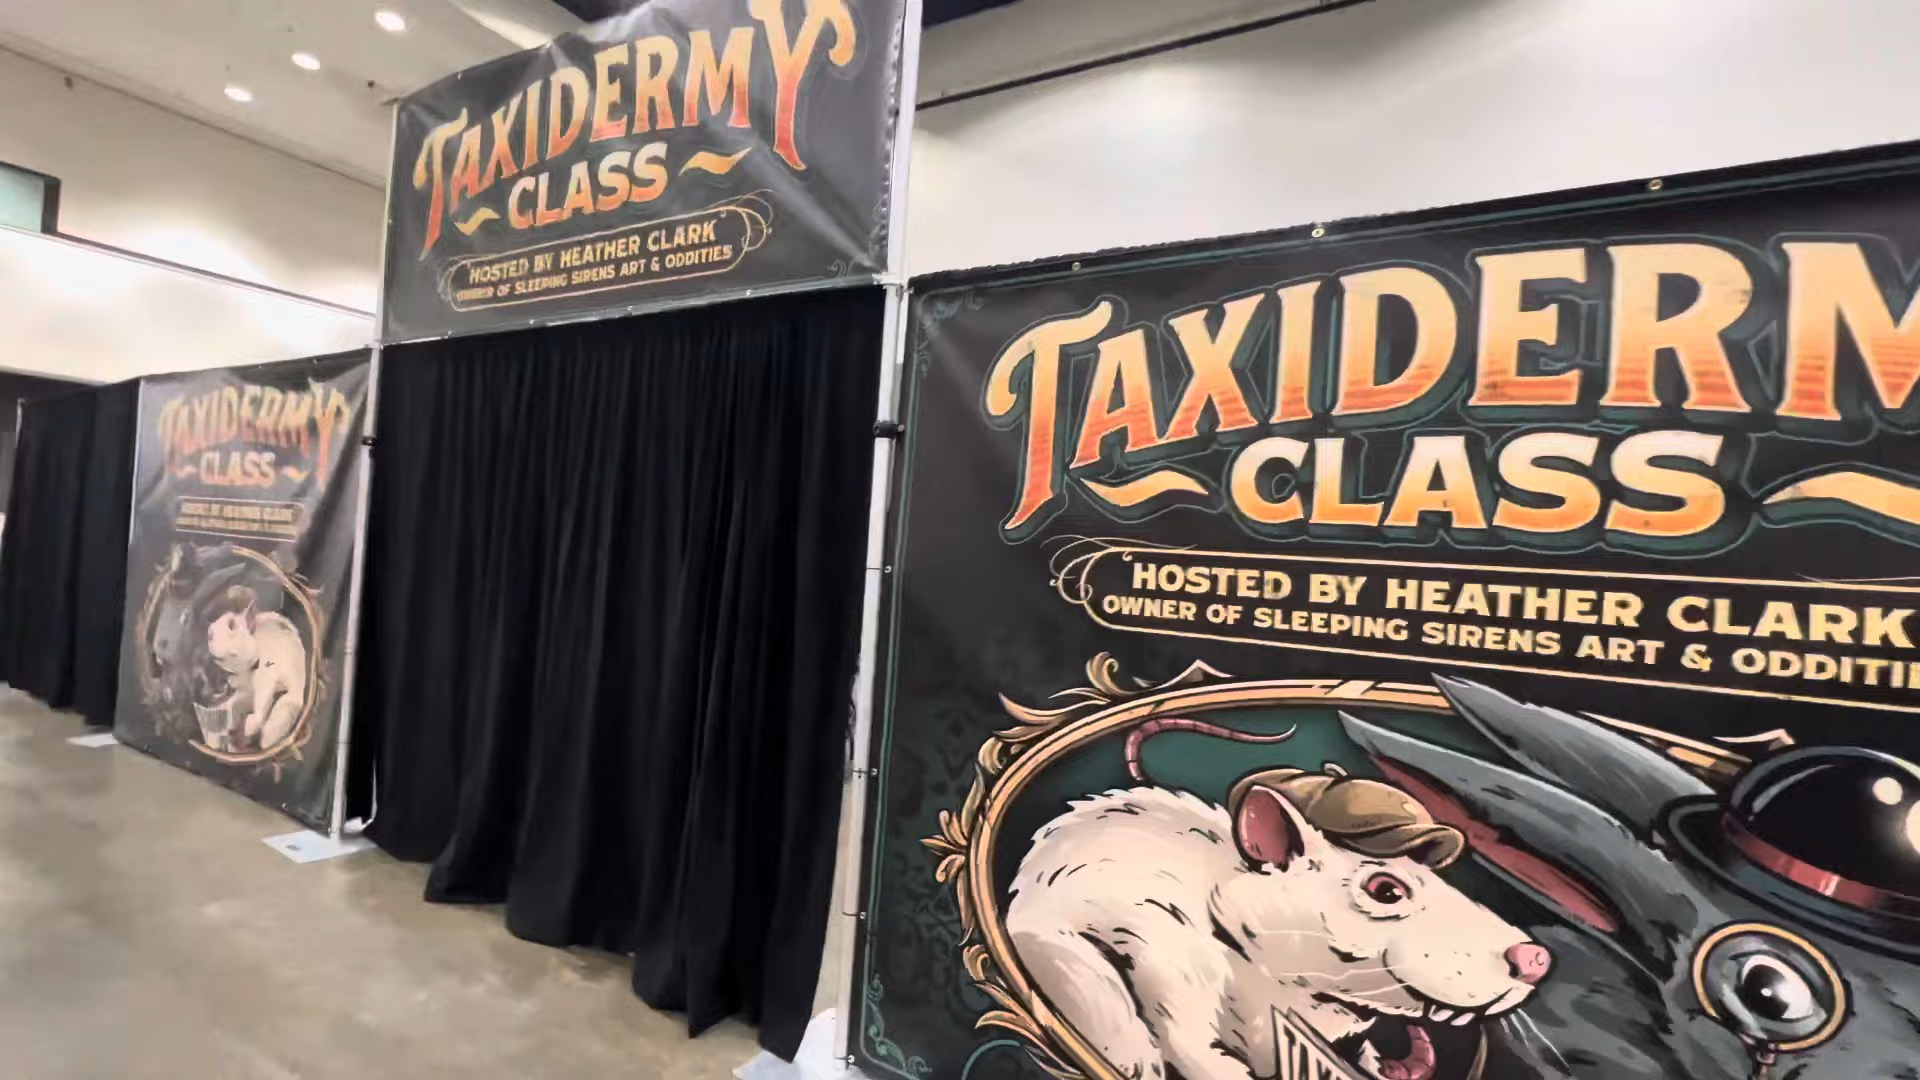 TAXIDERMY
CLASS
HOSTED BY HEATHER CLARK
OWNER OF SLEEPING SIRENS ART & ODDITIES
TAXIDERMY
CLASS
TAXIDERM
CLASS
HOSTED BY HEATHER CLARK
OWNER OF SLEEPING SIRENS ART & ODDITI